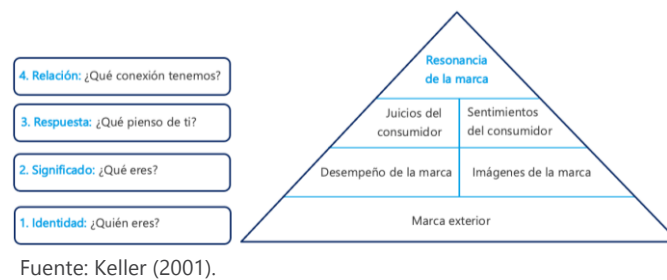 4. Relación: ¿Qué conexión tenemos?
3. Respuesta: ¿Qué pienso de ti?
2. Significado: ¿Qué eres?
1. Identidad: ¿Quién eres?
Resonancia
de la marca
Juicios del
consumidor
Sentimientos
del consumidor
Desempeño de la marca
Imágenes de la marca
Marca exterior
Fuente: Keller (2001).